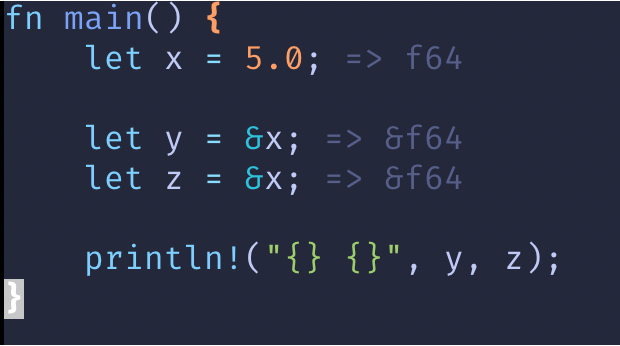 fn main() {
    let x = 5.0; => f64
    let y = &x; => &f64
    let z = &x; => &f64
    println!("{} {}", y, z);
}